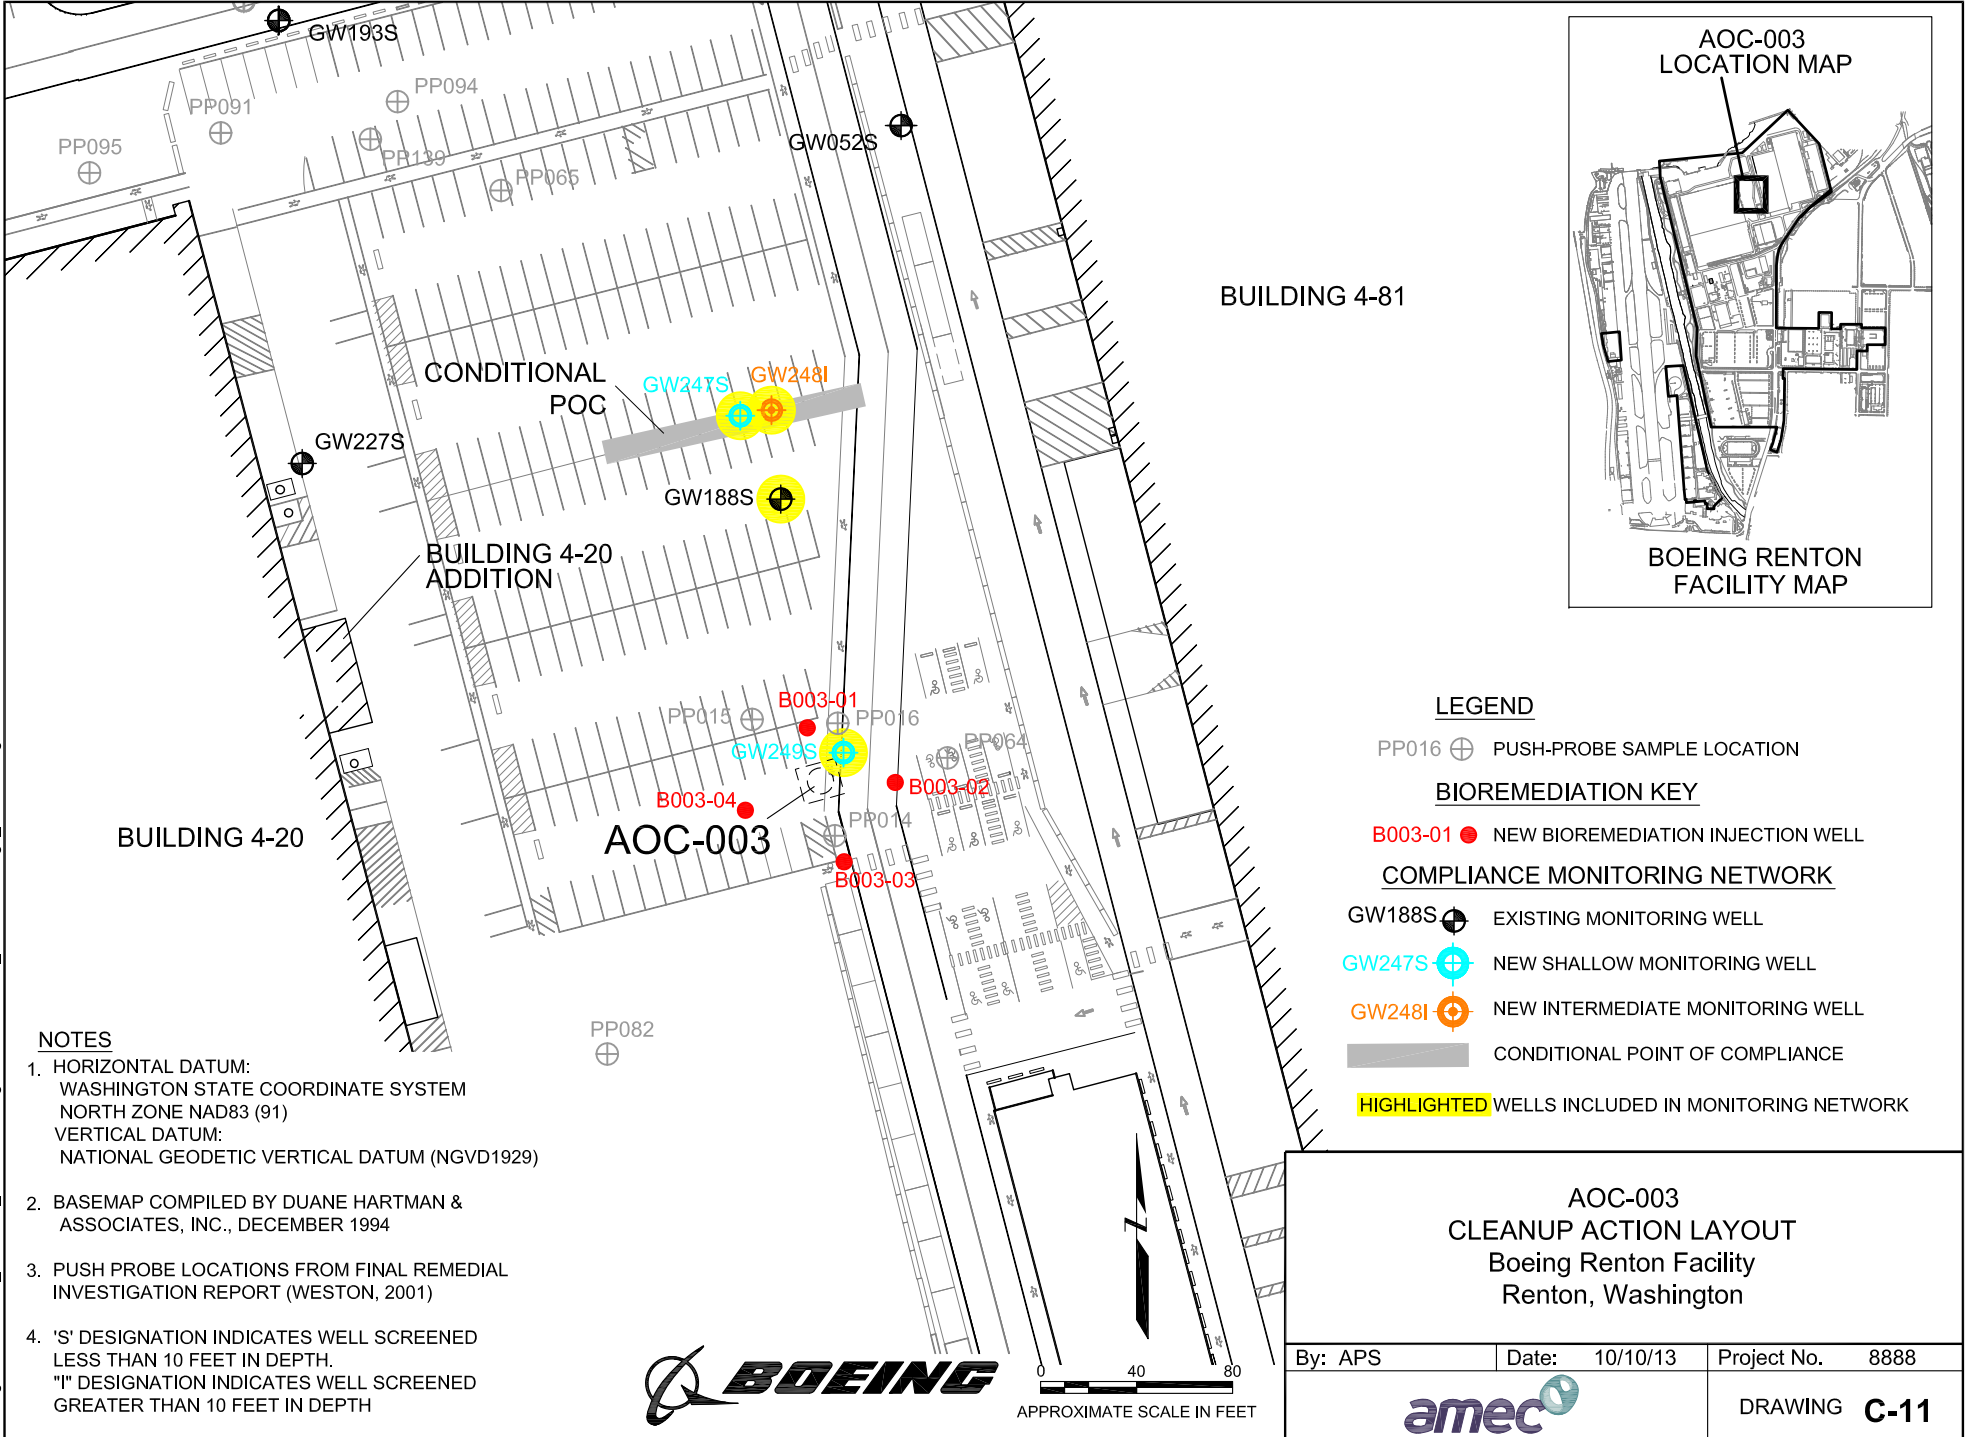 GW193S
PP094
PP091
PP095
PP139
PP065
GW052S
AOC-003
LOCATION MAP
BUILDING 4-81
CONDITIONAL
POC
GW247S
GW248I
GW227S
GW188S
BUILDING 4-20
ADDITION
BOEING RENTON
FACILITY MAP
B003-01
PP015
PP016
GW249S
PP064
B003-02
B003-04
AOC-003
PP014
B003-03
BUILDING 4-20
PP082
LEGEND
PP016 PUSH-PROBE SAMPLE LOCATION
BIOREMEDIATION KEY
B003-01 NEW BIOREMEDIATION INJECTION WELL
COMPLIANCE MONITORING NETWORK
GW188S EXISTING MONITORING WELL
GW247S NEW SHALLOW MONITORING WELL
GW248I NEW INTERMEDIATE MONITORING WELL
CONDITIONAL POINT OF COMPLIANCE
HIGHLIGHTED WELLS INCLUDED IN MONITORING NETWORK
NOTES
1. HORIZONTAL DATUM:
WASHINGTON STATE COORDINATE SYSTEM
NORTH ZONE NAD83 (91)
VERTICAL DATUM:
NATIONAL GEODETIC VERTICAL DATUM (NGVD1929)
2. BASEMAP COMPILED BY DUANE HARTMAN &
ASSOCIATES, INC., DECEMBER 1994
3. PUSH PROBE LOCATIONS FROM FINAL REMEDIAL
INVESTIGATION REPORT (WESTON, 2001)
4. 'S' DESIGNATION INDICATES WELL SCREENED
LESS THAN 10 FEET IN DEPTH.
"I" DESIGNATION INDICATES WELL SCREENED
GREATER THAN 10 FEET IN DEPTH
BOEING
Z
0 40 80
APPROXIMATE SCALE IN FEET
AOC-003
CLEANUP ACTION LAYOUT
Boeing Renton Facility
Renton, Washington
By: APS Date: 10/10/13 Project No. 8888
amec
DRAWING C-11